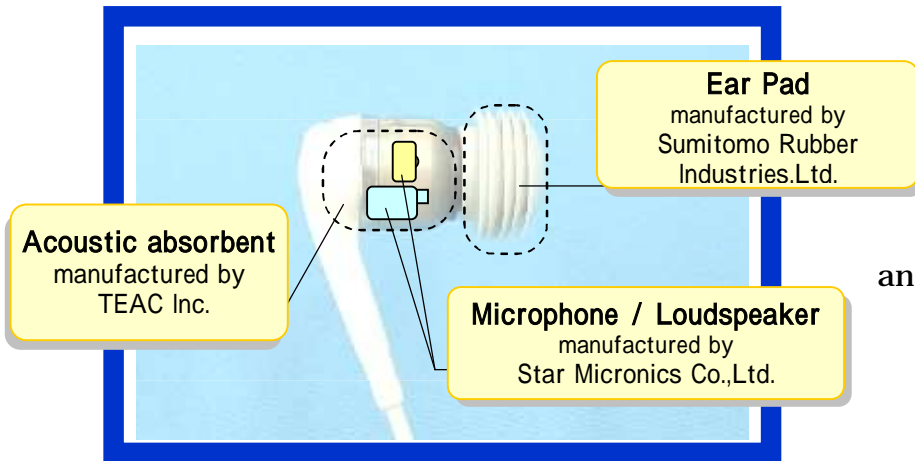 Ear Pad
manufactured by
Sumitomo Rubber
Industries.Ltd.
Acoustic absorbent
manufactured by
TEAC Inc.
an
Microphone / Loudspeaker
manufactured by
Star Micronics Co.,Ltd.